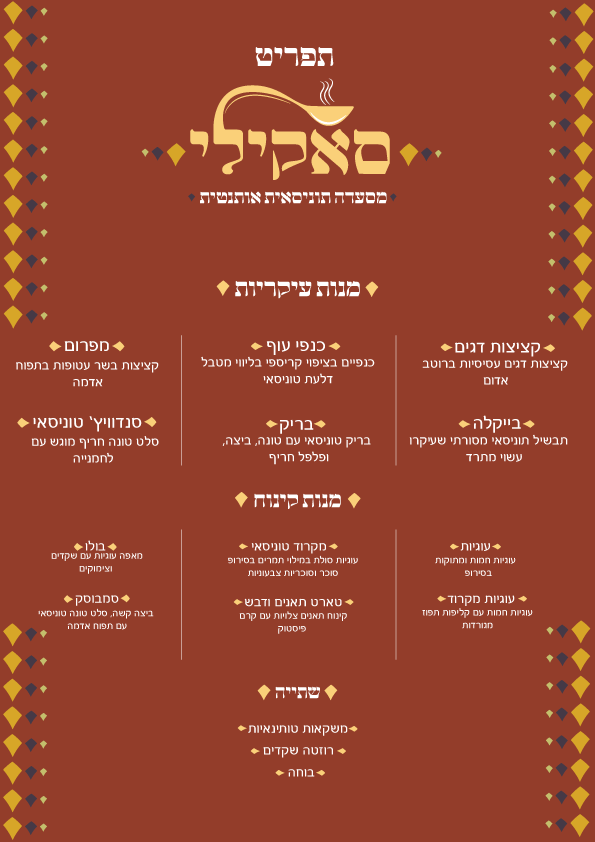 תפריט
סאקילי
מסעדה תוניסאית אותנטית
מנות עיקריות
קציצות דגים
קציצות דגים עסיסיות ברוטב
אדום
בייקלה
תבשיל תוניסאי מסורתי שעיקרו
עשוי מתרד
כנפי עוף
כנפיים בציפוי קריספי בליווי מטבל
דלעת טוניסאי
בריק
בריק טוניסאי עם טונה, ביצה,
ופלפל חריף
מפרום
קציצות בשר עטופות בתפוח
אדמה
סנדוויץ' טוניסאי
סלט טונה חריף מוגש עם
לחמנייה
מנות קינוח
עוגיות
עוגיות חמות ומתוקות
בסירופ
עוגיות מקרוד
עוגיות חמות עם קליפות תפוז
מגורדות
מקרוד טוניסאי
עוגיות סולת במילוי תמרים בסירופ
סוכר וסוכריות צבעוניות
טארט תאנים ודבש
קינוח תאנים צלויות עם קרם
פיסטוק
בולו
מאפה עוגיות עם שקדים
וצימוקים
סמבוסק
ביצה קשה, סלט טונה טוניסאי
עם תפוח אדמה
שתייה
משקאות טותינאיות
רוזטה שקדים
בוחה